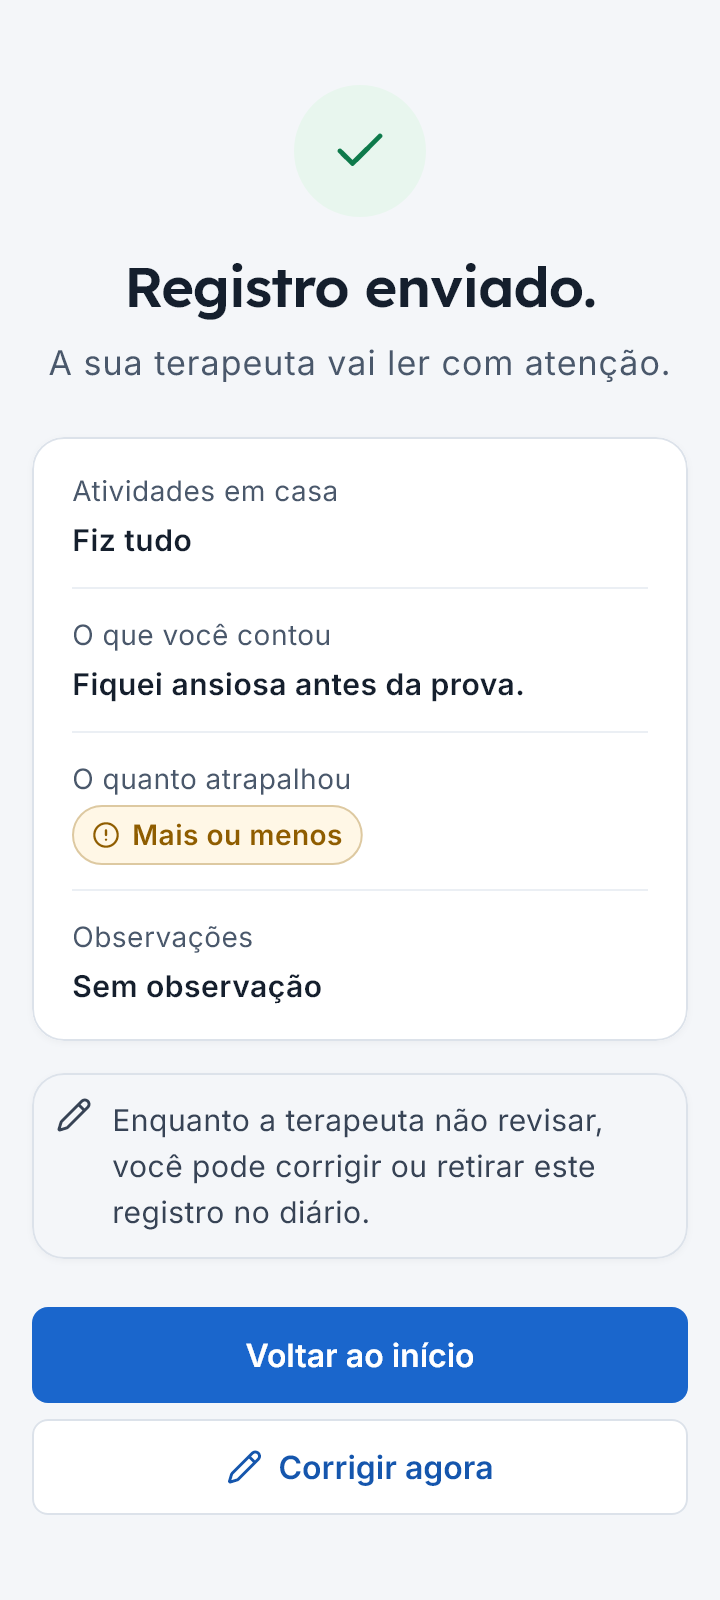 Registro enviado.
A sua terapeuta vai ler com atenção.
Atividades em casa
Fiz tudo
O que você contou
Fiquei ansiosa antes da prova.
O quanto atrapalhou
Mais ou menos
Observações
Sem observação
Enquanto a terapeuta não revisar,
você pode corrigir ou retirar este
registro no diário.
Voltar ao início
Corrigir agora